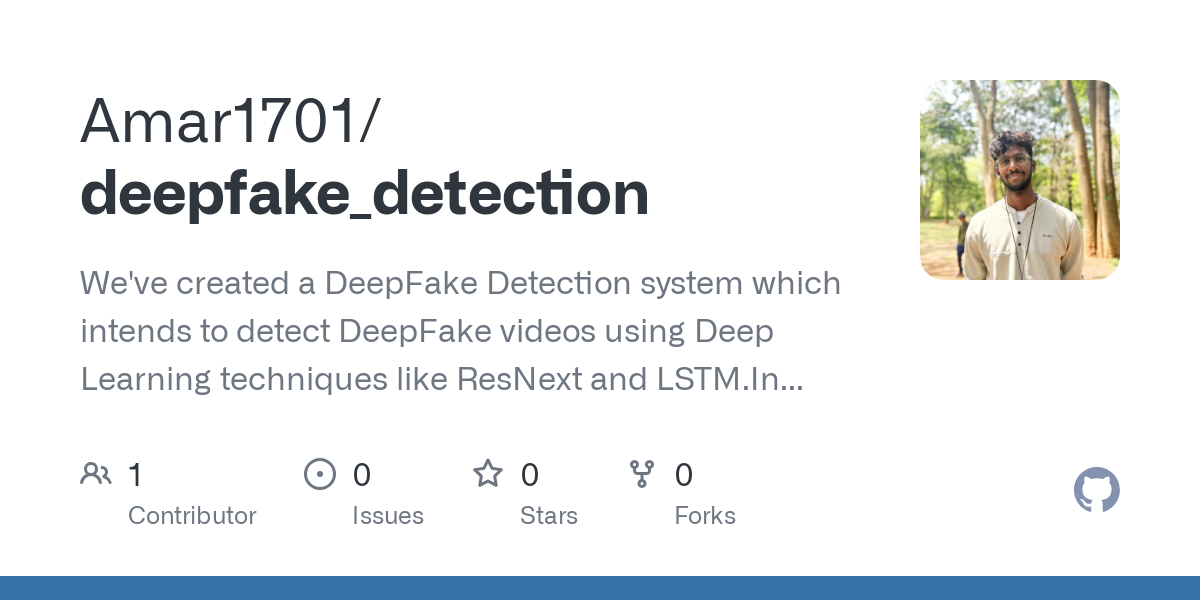 Amar1701/
deepfake_detection
We've created a DeepFake Detection system which
intends to detect DeepFake videos using Deep
Learning techniques like ResNext and LSTM.In...
1
Contributor
0
Issues
0
Stars
0
Forks